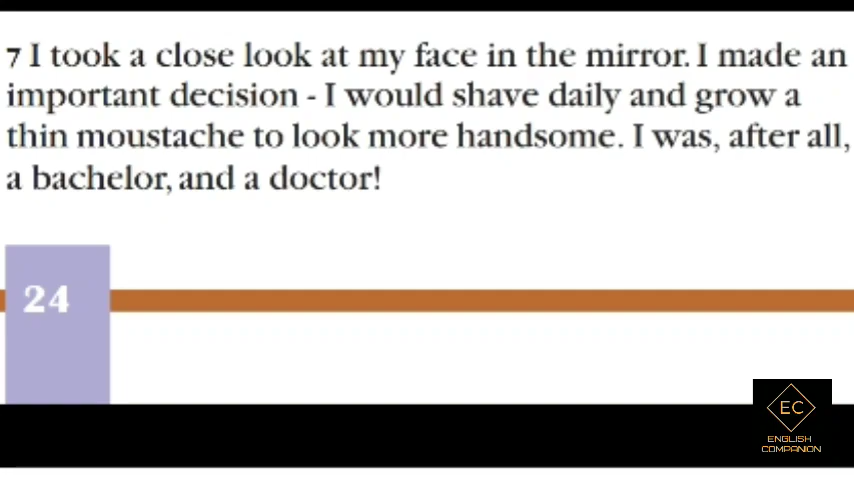 7 I took a close look at my face in the mirror. I made an
important decision - I would shave daily and grow a
thin moustache to look more handsome. I was, after all,
a bachelor, and a doctor!
24
EC
ENGLISH
COMPANION